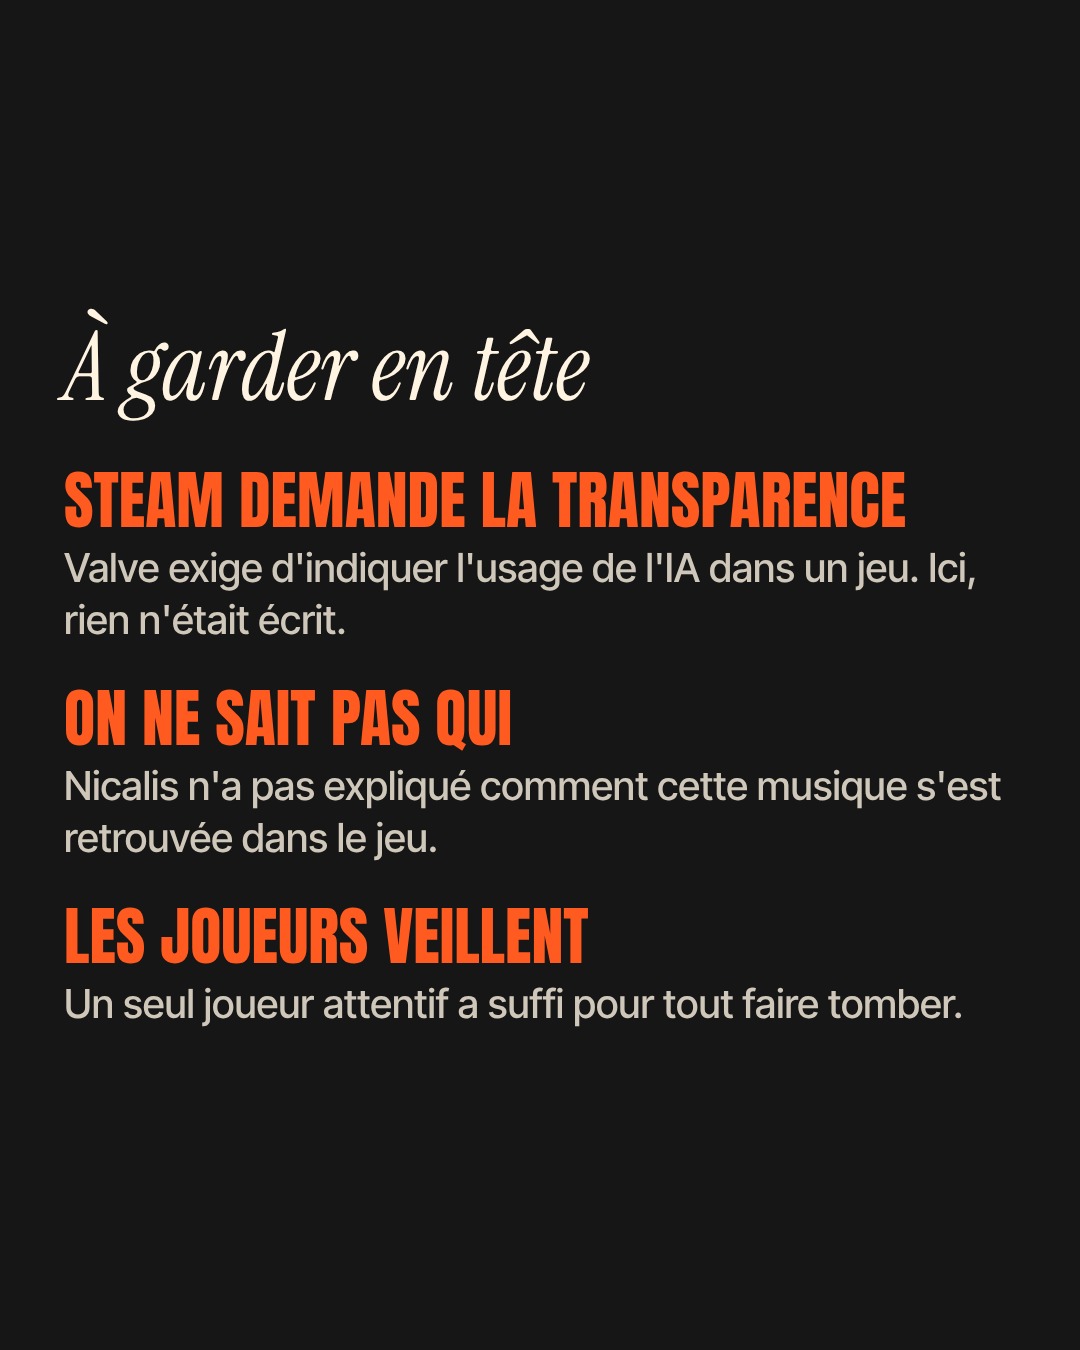 À garder en tête
STEAM DEMANDE LA TRANSPARENCE
Valve exige d'indiquer l'usage de l'IA dans un jeu. Ici,
rien n'était écrit.
ON NE SAIT PAS QUI
Nicalis n'a pas expliqué comment cette musique s'est
retrouvée dans le jeu.
LES JOUEURS VEILLENT
Un seul joueur attentif a suffi pour tout faire tomber.